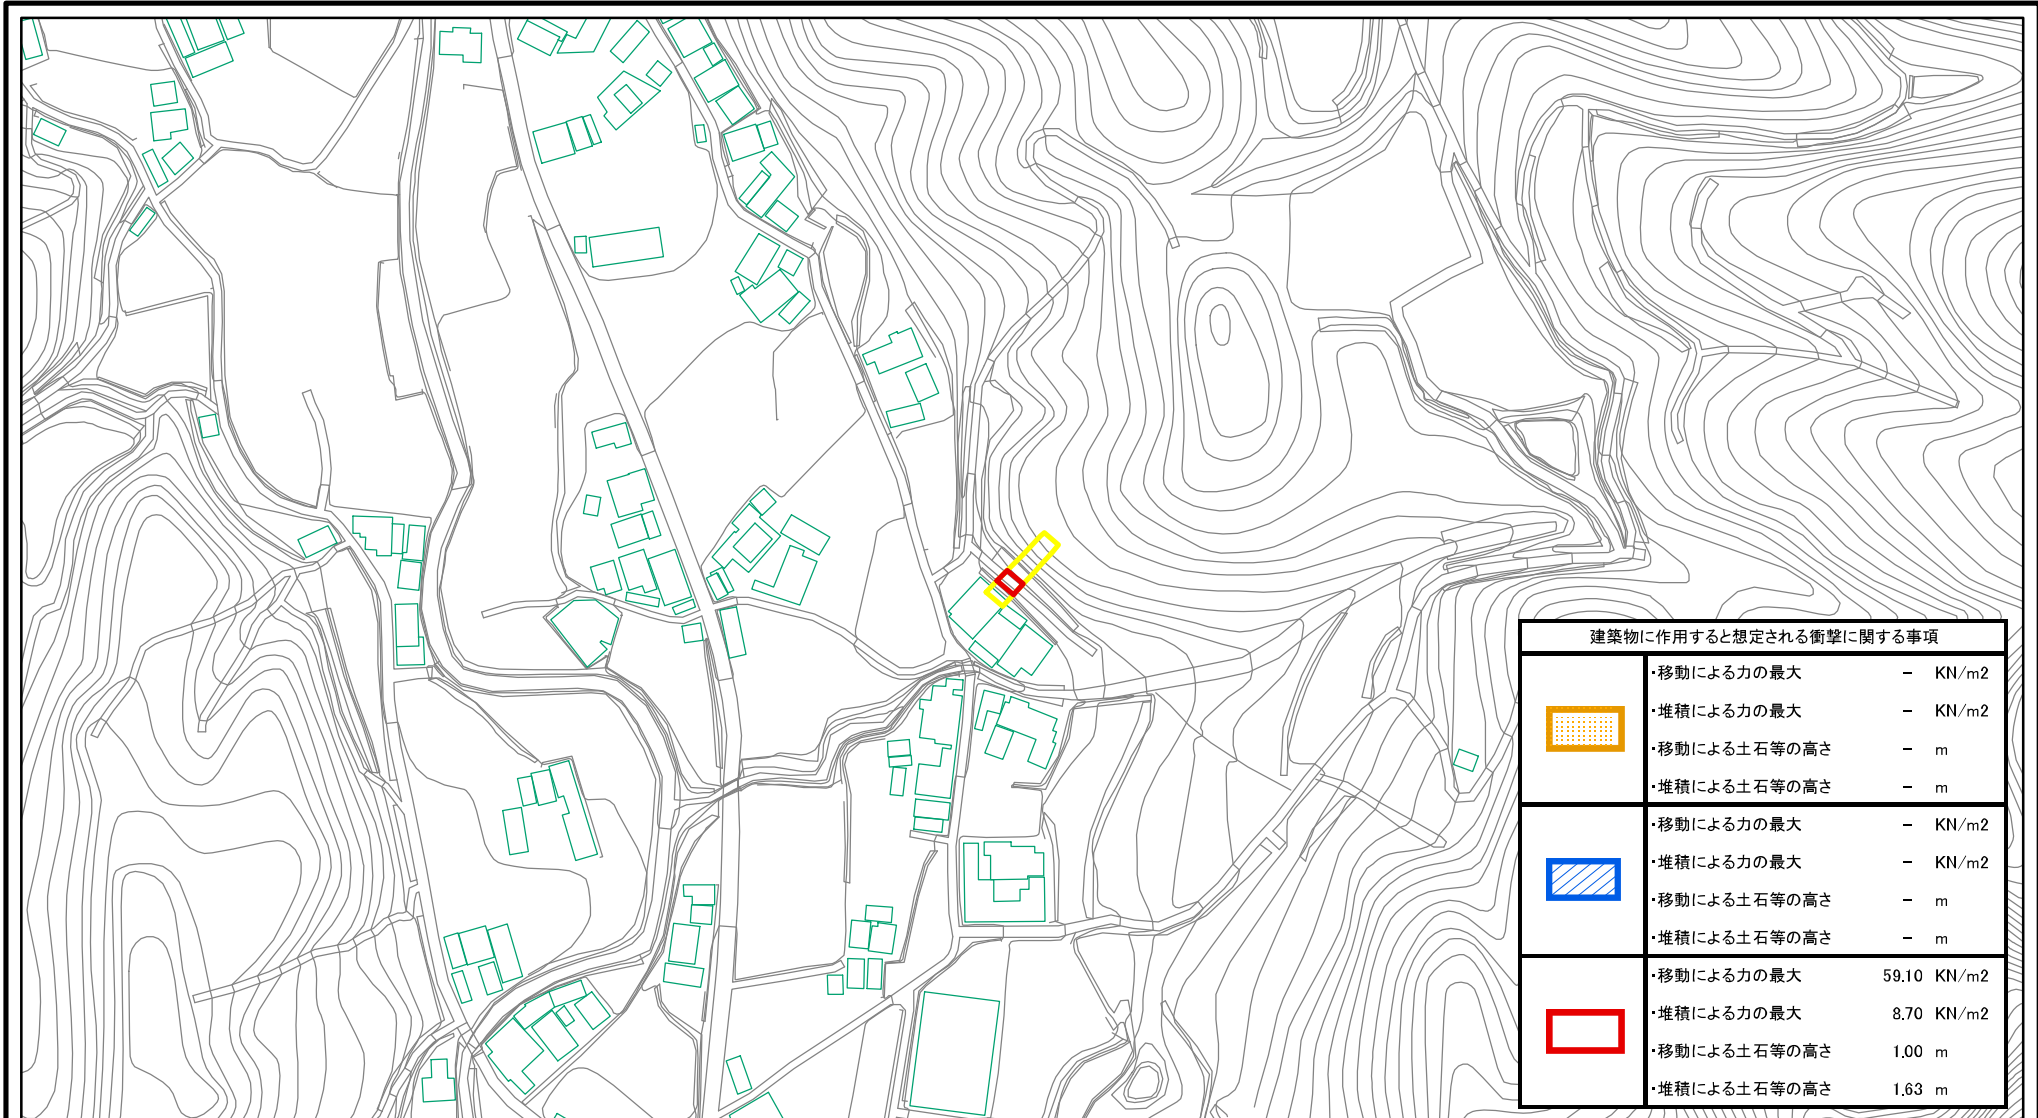 建築物に作用すると想定される衝撃に関する事項
・移動による力の最大 － KN/m2
・堆積による力の最大 － KN/m2
・移動による土石等の高さ － m
・堆積による土石等の高さ － m
・移動による力の最大 － KN/m2
・堆積による力の最大 － KN/m2
・移動による土石等の高さ － m
・堆積による土石等の高さ － m
・移動による力の最大 59.10 KN/m2
・堆積による力の最大 8.70 KN/m2
・移動による土石等の高さ 1.00 m
・堆積による土石等の高さ 1.63 m